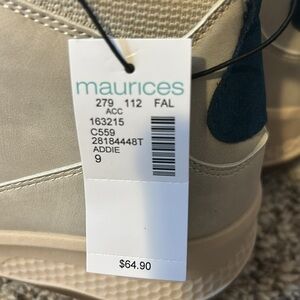 maurices
279 112 FAL
ACC
163215
C559
28184448T
ADDIE
9
$64.90